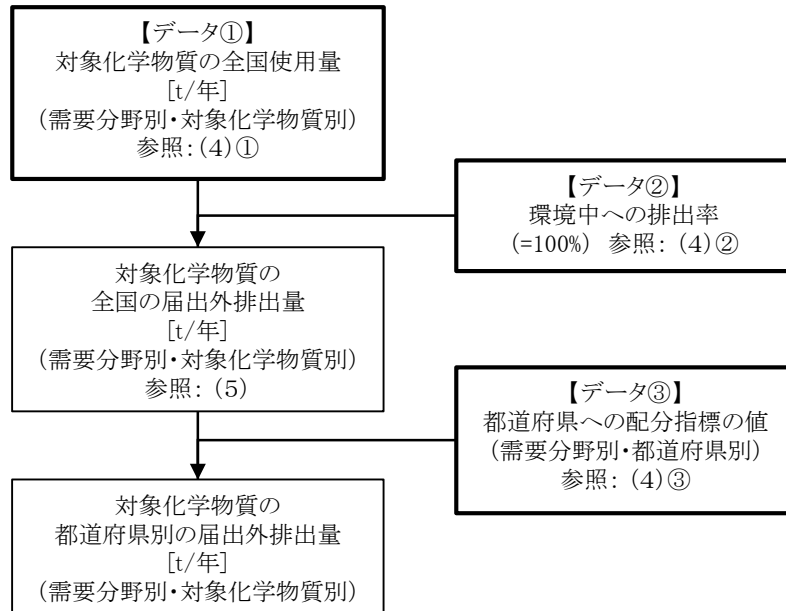 【データ①】
対象化学物質の全国使用量
[t/年]
(需要分野別・対象化学物質別)
参照:(4)①
【データ②】
環境中への排出率
(=100%) 参照: (4)②
対象化学物質の
全国の届出外排出量
[t/年]
(需要分野別・対象化学物質別)
参照: (5)
【データ③】
都道府県への配分指標の値
(需要分野別・都道府県別)
参照: (4)③
対象化学物質の
都道府県別の届出外排出量
[t/年]
(需要分野別・対象化学物質別)